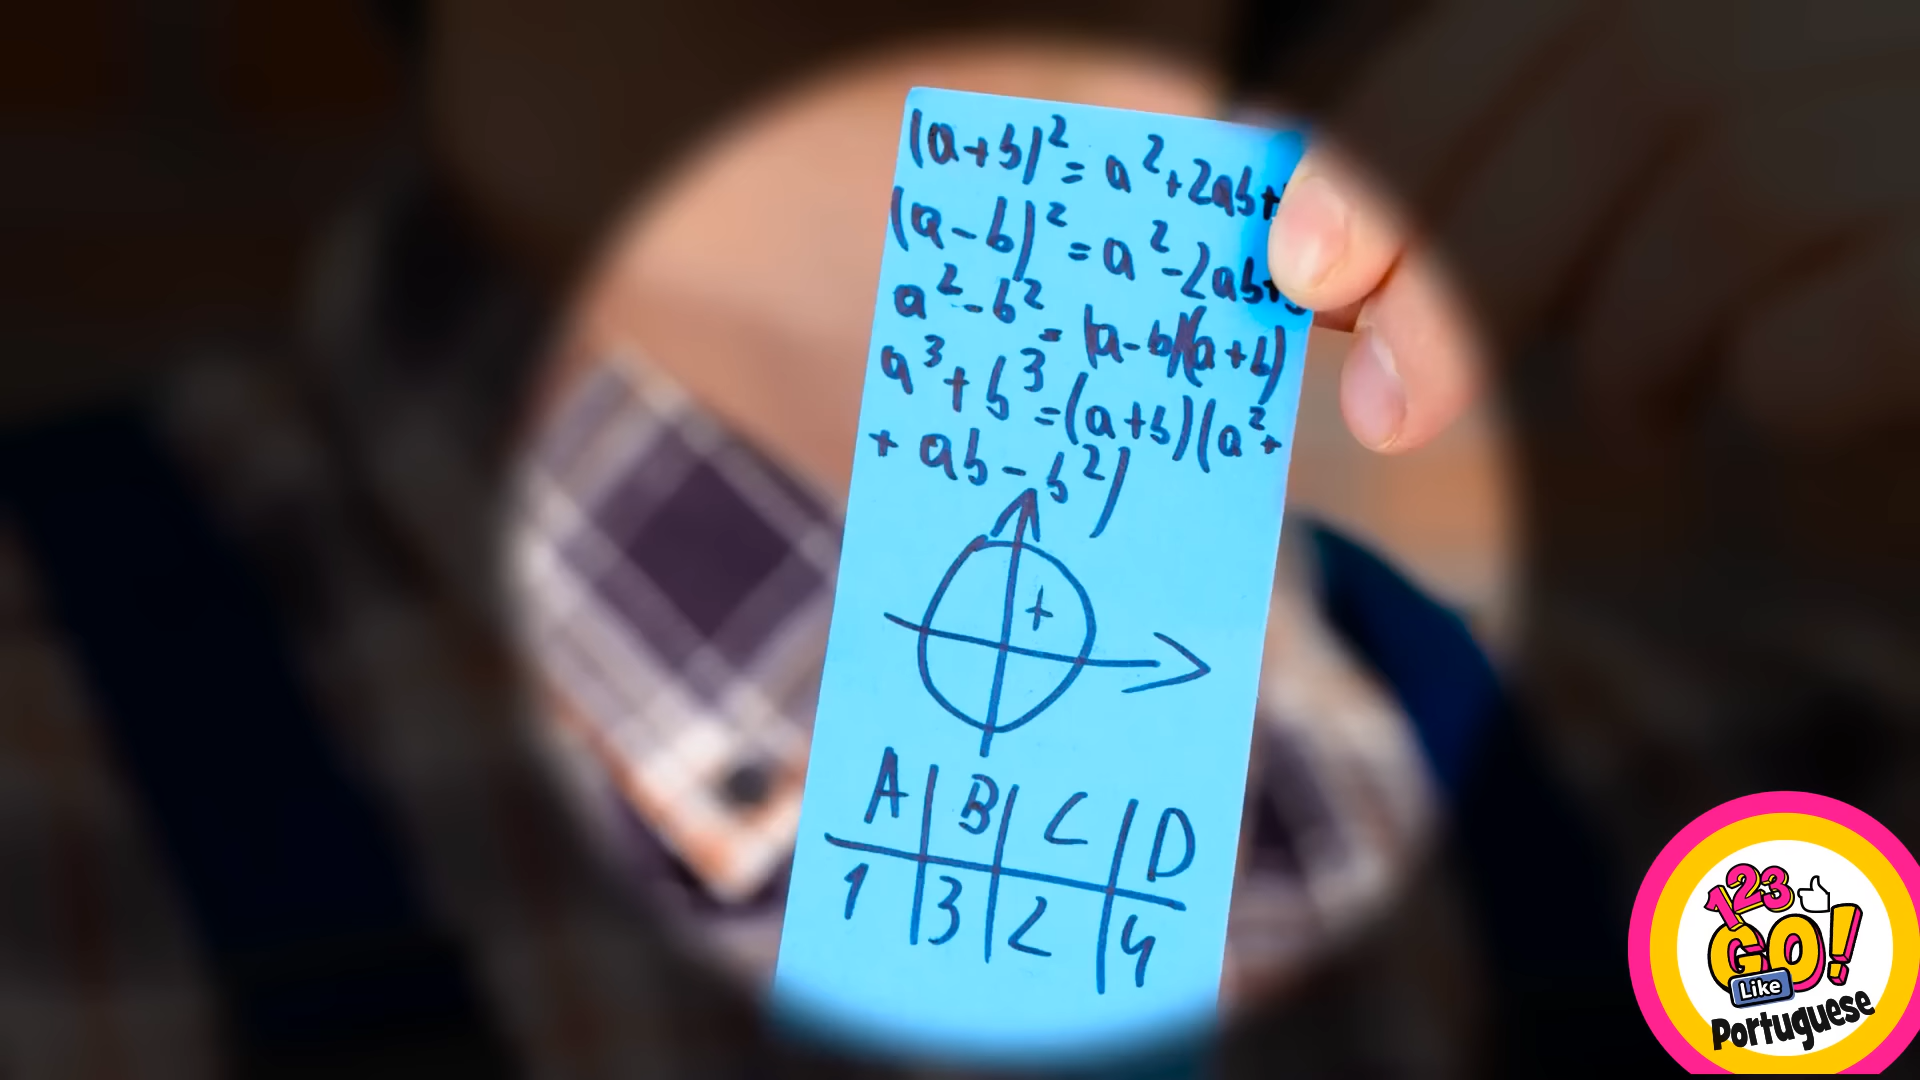 (a+b)² = a²+2ab+
(a-b)² = a²-2ab+
a²-b² = (a-b)(a+b)
a³+b³=(a+b)(a²+
+ab-b²)
+
A | B | C | D
1 | 3 | 2 | 4
123
GO!
Like
Portuguese